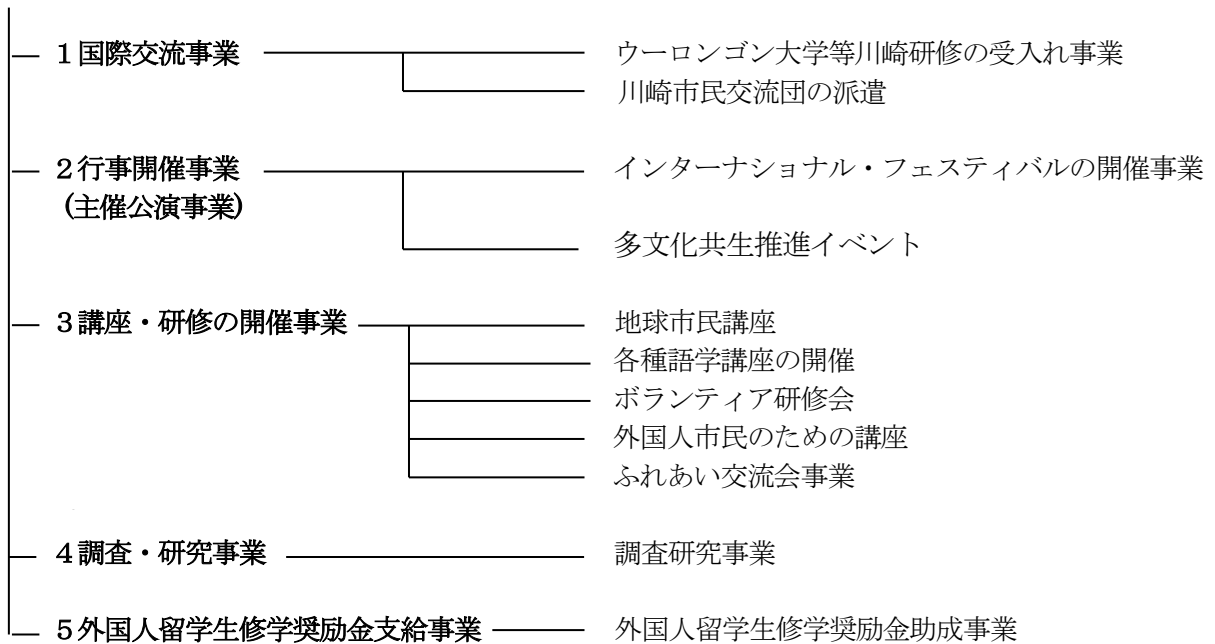 1国際交流事業 ウーロンゴン大学等川崎研修の受入れ事業
川崎市民交流団の派遣
2行事開催事業 インターナショナル・フェスティバルの開催事業
(主催公演事業)
多文化共生推進イベント
3講座・研修の開催事業 地球市民講座
各種語学講座の開催
ボランティア研修会
外国人市民のための講座
ふれあい交流会事業
4調査・研究事業 調査研究事業
5外国人留学生修学奨励金支給事業 外国人留学生修学奨励金助成事業